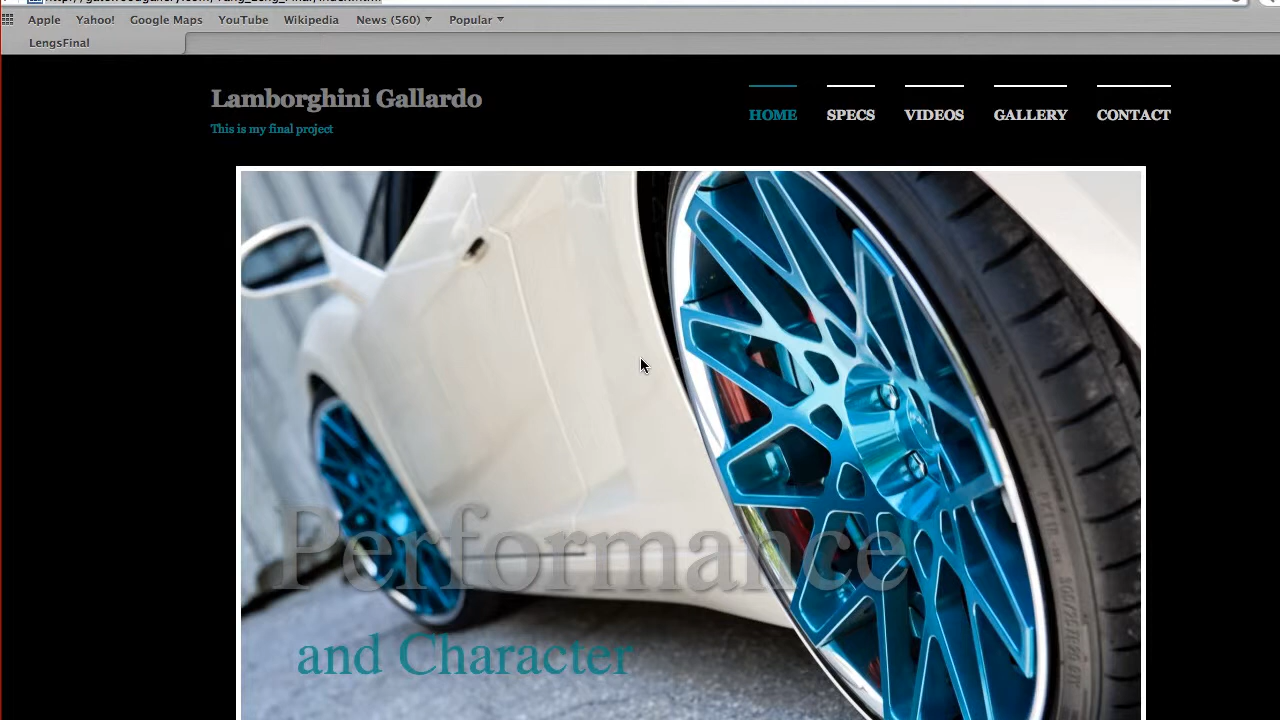 Apple Yahoo! Google Maps YouTube Wikipedia News (560) Popular
LengsFinal
Lamborghini Gallardo
This is my final project
HOME SPECS VIDEOS GALLERY CONTACT
Performance
and Character